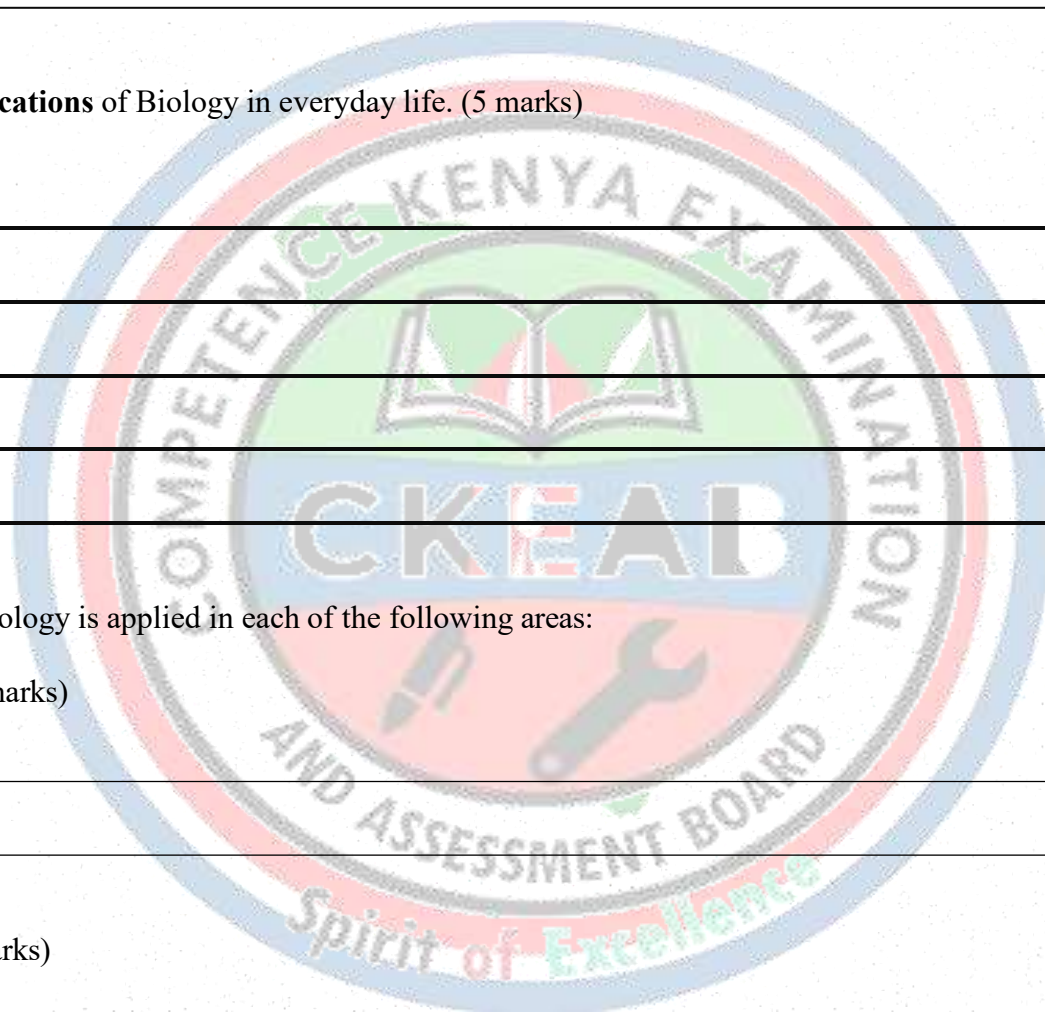 cations of Biology in everyday life. (5 marks)
COMPETENCE KENYA EXAMINATION
CKEAB
ology is applied in each of the following areas:
arks)
AND ASSESSMENT BOARD
Spirit of Excellence
rks)